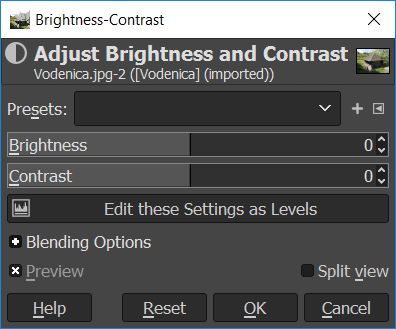 Brightness-Contrast
Adjust Brightness and Contrast
Vodenica.jpg-2 ([Vodenica] (imported))
Presets:
Brightness 0
Contrast 0
Edit these Settings as Levels
Blending Options
Preview Split view
Help Reset OK Cancel